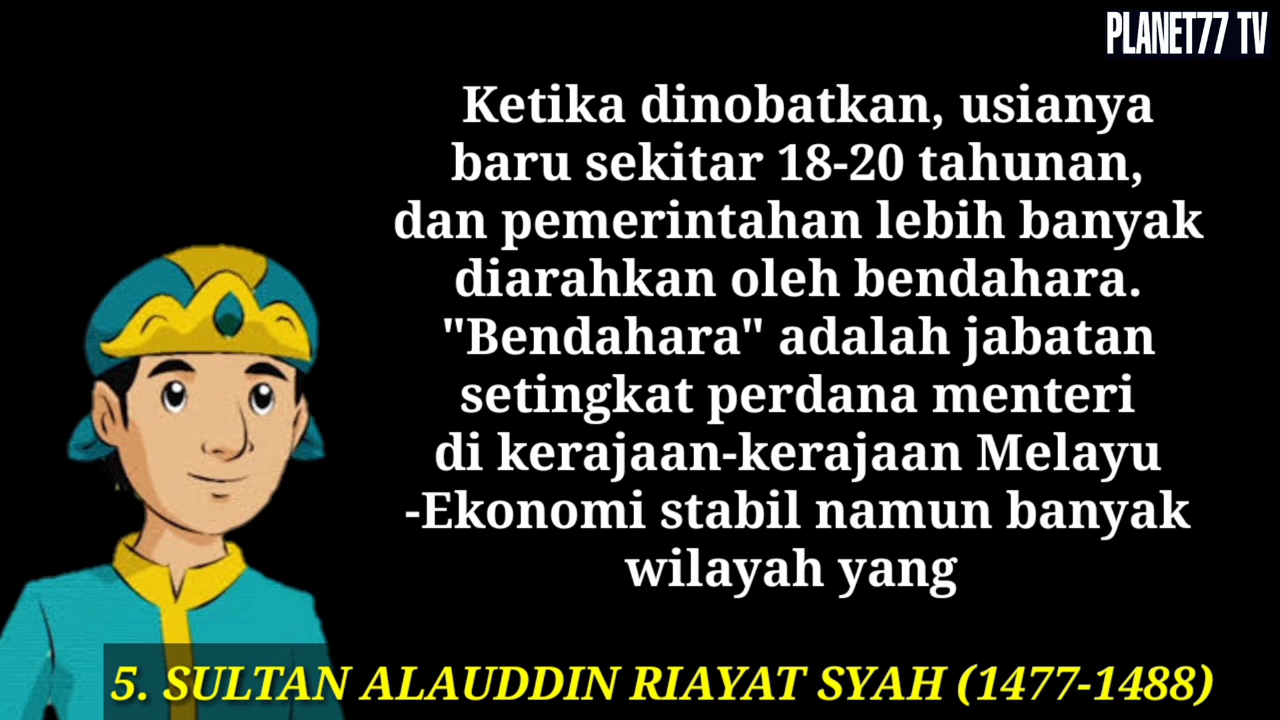 PLANET77 TV
Ketika dinobatkan, usianya
baru sekitar 18-20 tahunan,
dan pemerintahan lebih banyak
diarahkan oleh bendahara.
"Bendahara" adalah jabatan
setingkat perdana menteri
di kerajaan-kerajaan Melayu
-Ekonomi stabil namun banyak
wilayah yang
5. SULTAN ALAUDDIN RIAYAT SYAH (1477-1488)